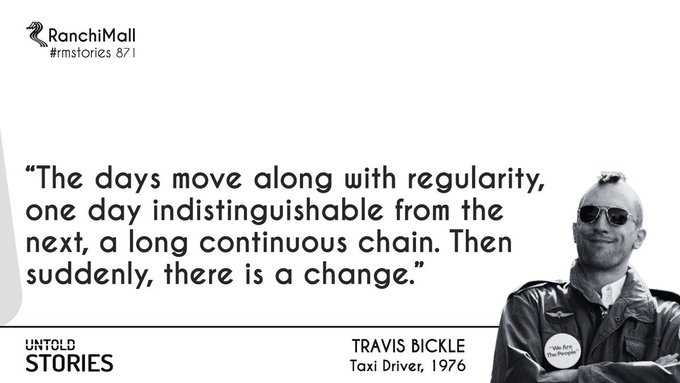 RanchiMall
#rmstories 871
“The days move along with regularity,
one day indistinguishable from the
next, a long continuous chain. Then
suddenly, there is a change.”
UNTOLD
STORIES
TRAVIS BICKLE
Taxi Driver, 1976
"We Are
The People"